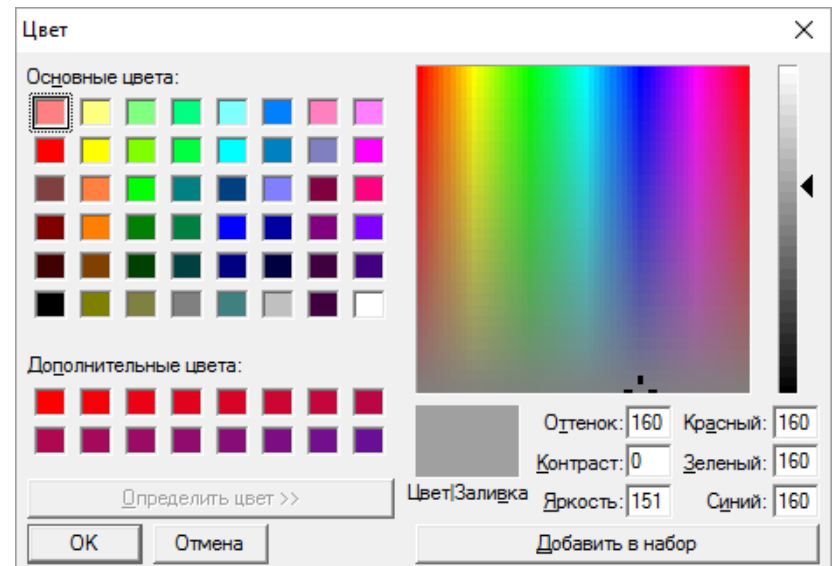 Цвет
Основные цвета:
Дополнительные цвета:
Определить цвет >>
OK
Отмена
Цвет|Заливка
Оттенок: 160
Контраст: 0
Яркость: 151
Красный: 160
Зеленый: 160
Синий: 160
Добавить в набор